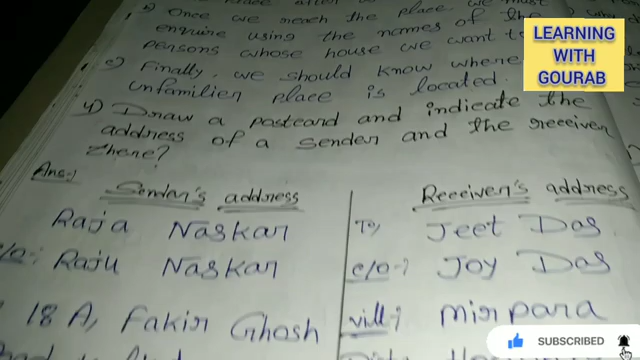 b) Once we reach the place, we must
enquire using the names of the
persons whose house we want to
c) Finally, we should know where
unfamilier place is located.
4) Draw a postcard and indicate the
address of a sender and the receiver
there?
Ans:-
Sender's address
Raja Naskar
c/o:- Raju Naskar
18 A, Fakir Ghosh
Receiver's address
To, Jeet Das
c/o-: Joy Das
vill:- Mirpara
LEARNING
WITH
GOURAB
SUBSCRIBED